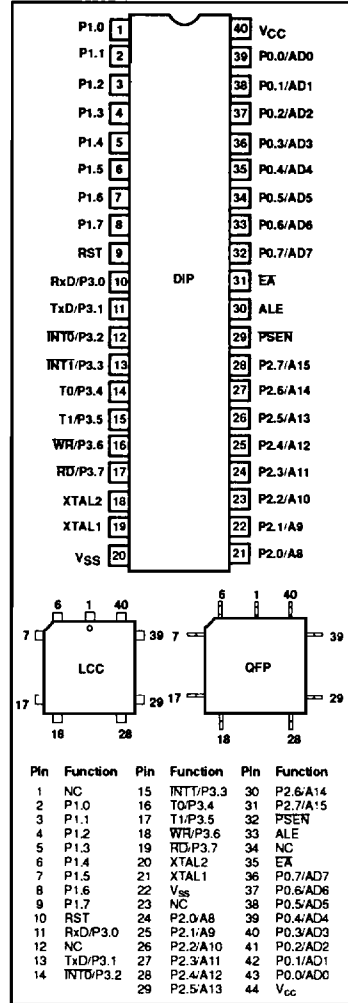 P1.0 1 40 VCC
P1.1 2 39 P0.0/AD0
P1.2 3 38 P0.1/AD1
P1.3 4 37 P0.2/AD2
P1.4 5 36 P0.3/AD3
P1.5 6 35 P0.4/AD4
P1.6 7 34 P0.5/AD5
P1.7 8 33 P0.6/AD6
RST 9 32 P0.7/AD7
RxD/P3.0 10 DIP 31 EA
TxD/P3.1 11 30 ALE
INT0/P3.2 12 29 PSEN
INT1/P3.3 13 28 P2.7/A15
T0/P3.4 14 27 P2.6/A14
T1/P3.5 15 26 P2.5/A13
WR/P3.6 16 25 P2.4/A12
RD/P3.7 17 24 P2.3/A11
XTAL2 18 23 P2.2/A10
XTAL1 19 22 P2.1/A9
VSS 20 21 P2.0/A8
6 1 40 6 1 40
7 39 7 39
LCC QFP
17 29 17 29
18 28 18 28
Pin Function Pin Function Pin Function
1 NC 15 INT1/P3.3 30 P2.6/A14
2 P1.0 16 T0/P3.4 31 P2.7/A15
3 P1.1 17 T1/P3.5 32 PSEN
4 P1.2 18 WR/P3.6 33 ALE
5 P1.3 19 RD/P3.7 34 NC
6 P1.4 20 XTAL2 35 EA
7 P1.5 21 XTAL1 36 P0.7/AD7
8 P1.6 22 VSS 37 P0.6/AD6
9 P1.7 23 NC 38 P0.5/AD5
10 RST 24 P2.0/A8 39 P0.4/AD4
11 RxD/P3.0 25 P2.1/A9 40 P0.3/AD3
12 NC 26 P2.2/A10 41 P0.2/AD2
13 TxD/P3.1 27 P2.3/A11 42 P0.1/AD1
14 INT0/P3.2 28 P2.4/A12 43 P0.0/AD0
29 P2.5/A13 44 VCC